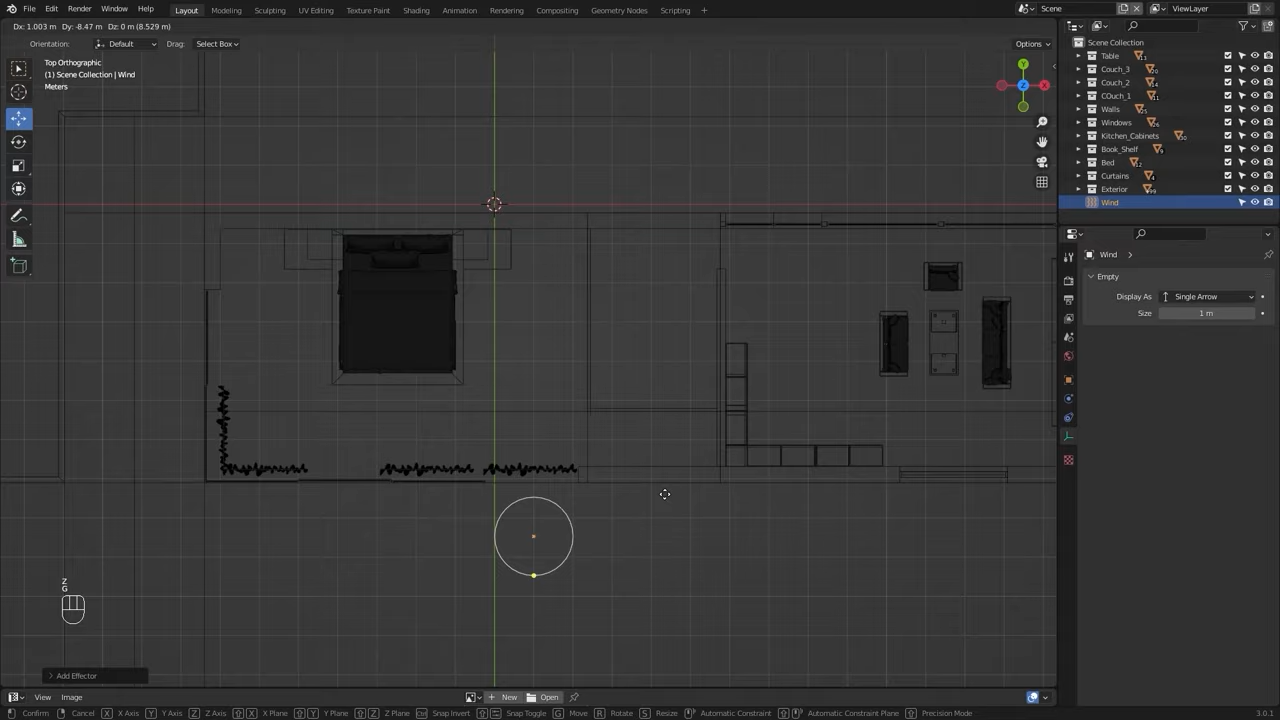 File Edit Render Window Help Layout Modeling Sculpting UV Editing Texture Paint Shading Animation Rendering Compositing Geometry Nodes Scripting + Scene ViewLayer
Dx: 1.003 m Dy: -8.47 m Dz: 0 m (8.529 m)
Orientation: Default Drag: Select Box Options
Top Orthographic
(1) Scene Collection | Wind
Meters
Y
Z
X
Z
G
Add Effector
View Image New Open
Confirm Cancel X X Axis Y Y Axis Z Z Axis X X Plane Y Y Plane Z Z Plane Snap Invert Snap Toggle G Move R Rotate S Resize Automatic Constraint Automatic Constraint Plane Precision Mode
3.0.1
Scene Collection
Table
Couch_3
Couch_2
COuch_1
Walls
Windows
Kitchen_Cabinets
Book_Shelf
Bed
Curtains
Exterior
Wind
Wind
Empty
Display As Single Arrow
Size 1 m